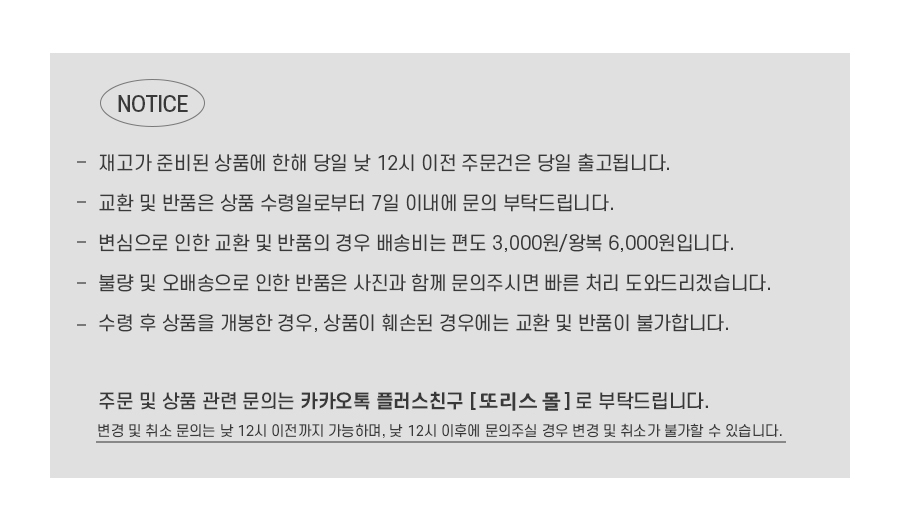 NOTICE
- 재고가 준비된 상품에 한해 당일 낮 12시 이전 주문건은 당일 출고됩니다.
- 교환 및 반품은 상품 수령일로부터 7일 이내에 문의 부탁드립니다.
- 변심으로 인한 교환 및 반품의 경우 배송비는 편도 3,000원/왕복 6,000원입니다.
- 불량 및 오배송으로 인한 반품은 사진과 함께 문의주시면 빠른 처리 도와드리겠습니다.
- 수령 후 상품을 개봉한 경우, 상품이 훼손된 경우에는 교환 및 반품이 불가합니다.
주문 및 상품 관련 문의는 카카오톡 플러스친구 [또리스 몰]로 부탁드립니다.
변경 및 취소 문의는 낮 12시 이전까지 가능하며, 낮 12시 이후에 문의주실 경우 변경 및 취소가 불가할 수 있습니다.